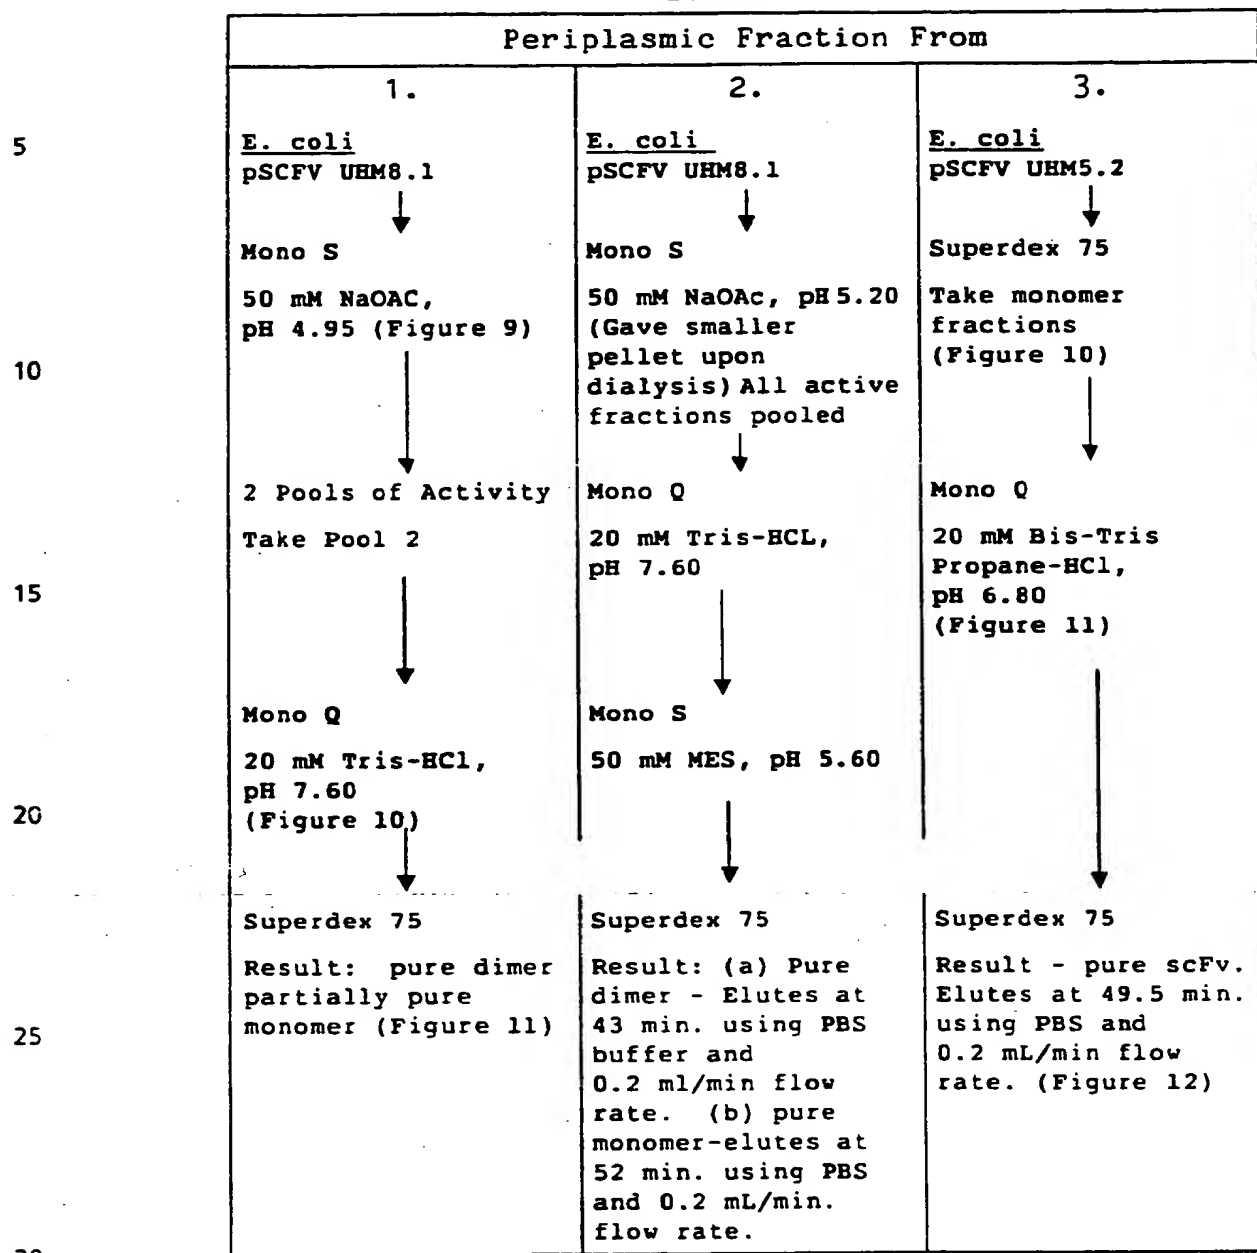 Periplasmic Fraction From
1.
E. coli
pSCFV UHM8.1
Mono S
50 mM NaOAC,
pH 4.95 (Figure 9)
2 Pools of Activity
Take Pool 2
Mono Q
20 mM Tris-HCl,
pH 7.60
(Figure 10)
Superdex 75
Result: pure dimer
partially pure
monomer (Figure 11)
2.
E. coli
pSCFV UHM8.1
Mono S
50 mM NaOAc, pH 5.20
(Gave smaller
pellet upon
dialysis) All active
fractions pooled
Mono Q
20 mM Tris-HCL,
pH 7.60
Mono S
50 mM MES, pH 5.60
Superdex 75
Result: (a) Pure
dimer - Elutes at
43 min. using PBS
buffer and
0.2 ml/min flow
rate. (b) pure
monomer-elutes at
52 min. using PBS
and 0.2 mL/min.
flow rate.
3.
E. coli
pSCFV UHM5.2
Superdex 75
Take monomer
fractions
(Figure 10)
Mono Q
20 mM Bis-Tris
Propane-HCl,
pH 6.80
(Figure 11)
Superdex 75
Result - pure scFv.
Elutes at 49.5 min.
using PBS and
0.2 mL/min flow
rate. (Figure 12)
5
10
15
20
25